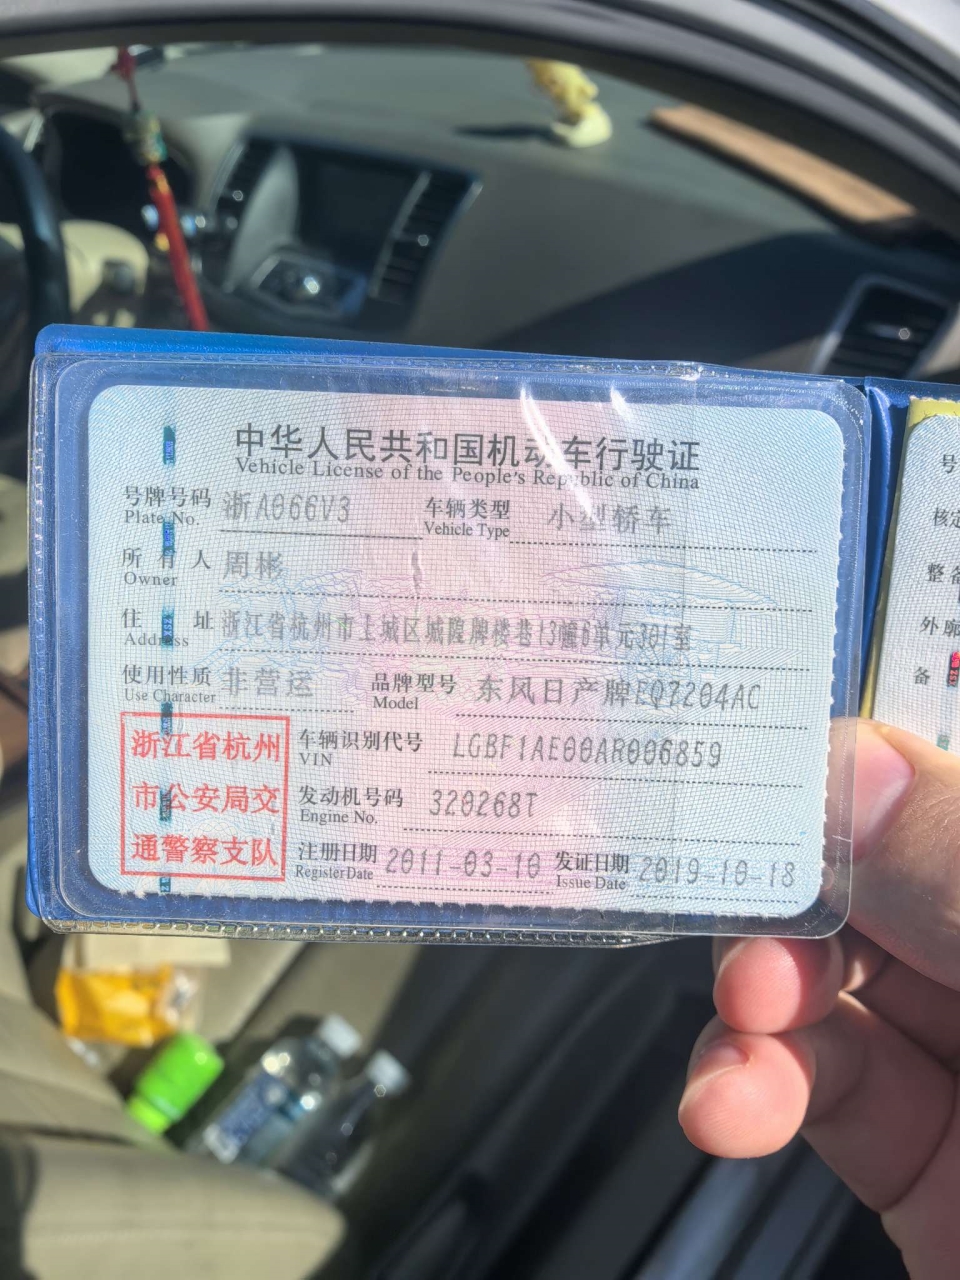 中华人民共和国机动车行驶证
Vehicle License of the People's Republic of China
号牌号码 浙A066V3 车辆类型 小型轿车
Plate No. Vehicle Type
所有人 周彬
Owner
住址 浙江省杭州市上城区城隍牌楼巷13幢6单元301室
Address
使用性质 非营运 品牌型号 东风日产牌EQ7204AC
Use Character Model
浙江省杭州
市公安局交
通警察支队
车辆识别代号 LGBF1AE00AR006859
VIN
发动机号码 320268T
Engine No.
注册日期 2011-03-10 发证日期 2019-10-18
Register Date Issue Date
号
核定
整备
外廓
备